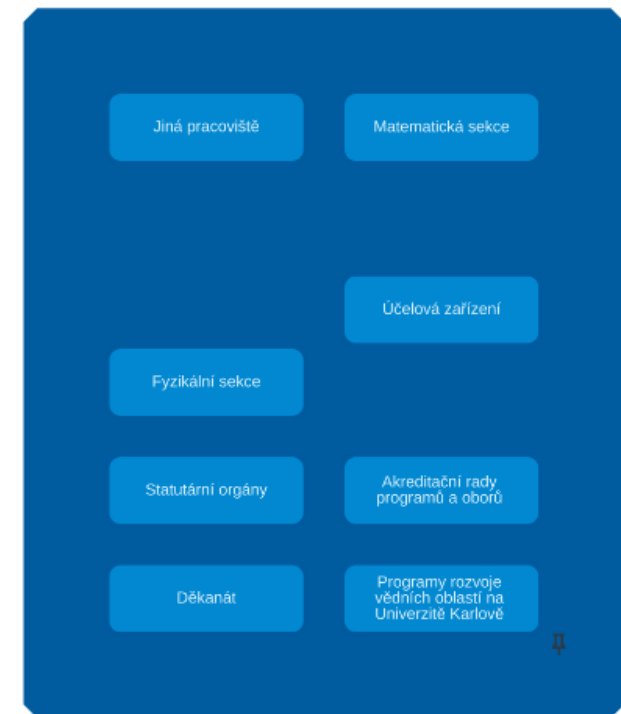 Jiná pracoviště
Matematická sekce
Účelová zařízení
Fyzikální sekce
Statutární orgány
Akreditační rady
programů a oborů
Děkanát
Programy rozvoje
vědních oblastí na
Univerzitě Karlově